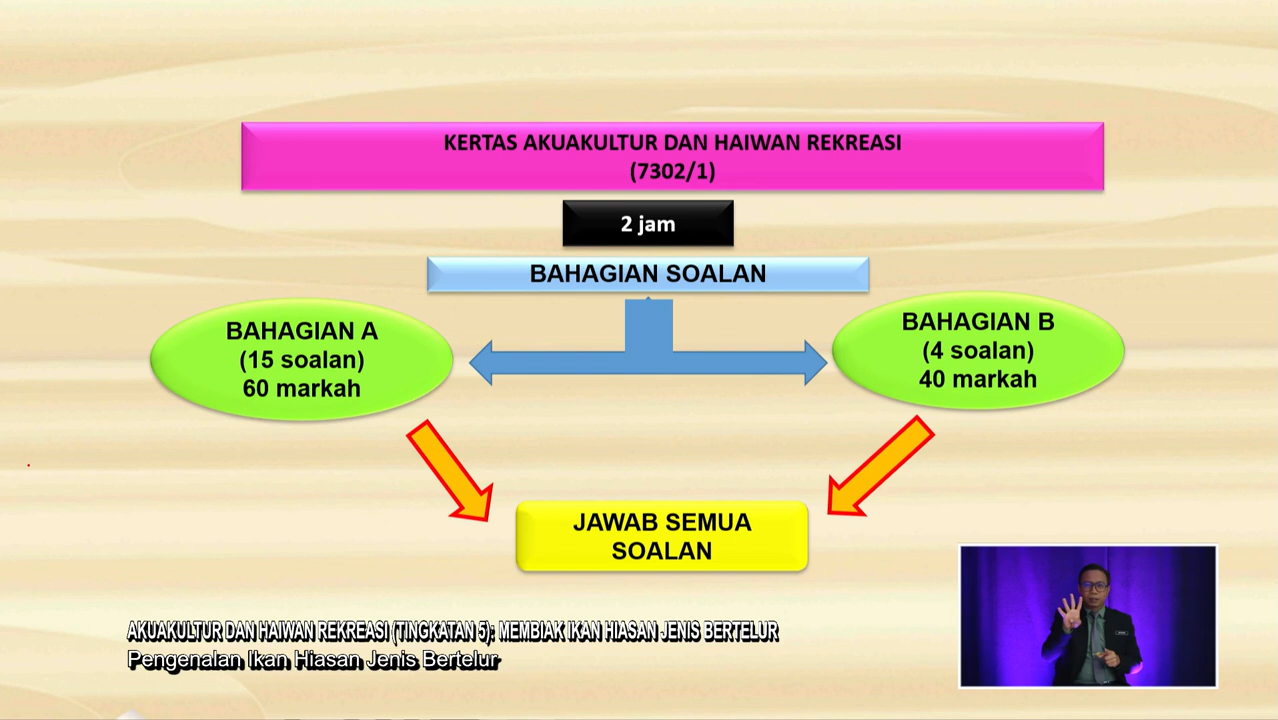 KERTAS AKUAKULTUR DAN HAIWAN REKREASI
(7302/1)
2 jam
BAHAGIAN SOALAN
BAHAGIAN A
(15 soalan)
60 markah
BAHAGIAN B
(4 soalan)
40 markah
JAWAB SEMUA
SOALAN
AKUAKULTUR DAN HAIWAN REKREASI (TINGKATAN 5): MEMBIAK IKAN HIASAN JENIS BERTELUR
Pengenalan Ikan Hiasan Jenis Bertelur